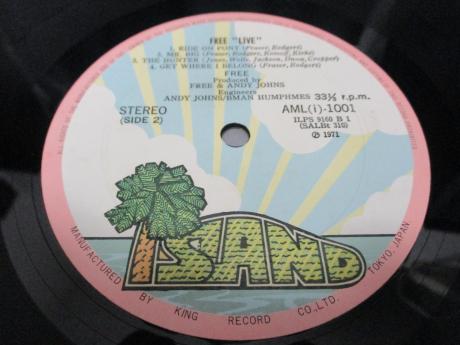 FREE "LIVE"
1. RIDE ON PONY (Fraser, Rodgers)
2. MR. BIG (Fraser, Rodgers, Kossoff, Kirke)
3. THE HUNTER (Jones, Wells, Jackson, Dunn, Cropper)
4. GET WHERE I BELONG (Fraser, Rodgers)
FREE
Produced by
FREE & ANDY JOHNS
Engineers
ANDY JOHNS/BMAN HUMPHMES
33⅓ r.p.m.
STEREO
(SIDE 2)
AML(i)-1001
ILPS 9160 B 1
(SALBt 310)
Ⓟ 1971
ISLAND
MANUFACTURED BY KING RECORD CO., LTD. TOKYO, JAPAN